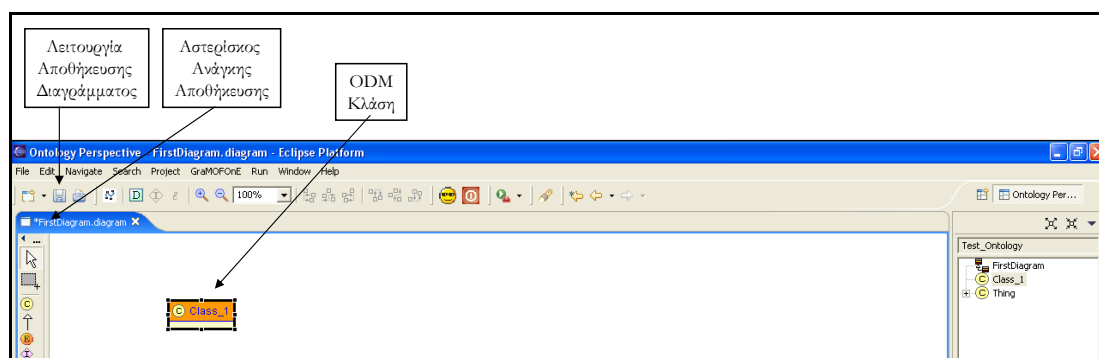 Λειτουργία
Αποθήκευσης
Διαγράμματος
Αστερίσκος
Ανάγκης
Αποθήκευσης
ODM
Κλάση
Ontology Perspective - FirstDiagram.diagram - Eclipse Platform
File Edit Navigate Search Project GraMOFOnE Run Window Help
100%
Ontology Per...
*FirstDiagram.diagram
Test_Ontology
FirstDiagram
C Class_1
C Thing
C Class_1